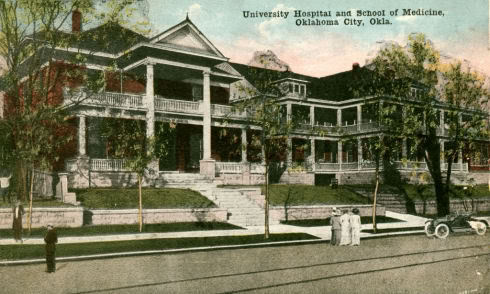 University Hospital and School of Medicine,
Oklahoma City, Okla.